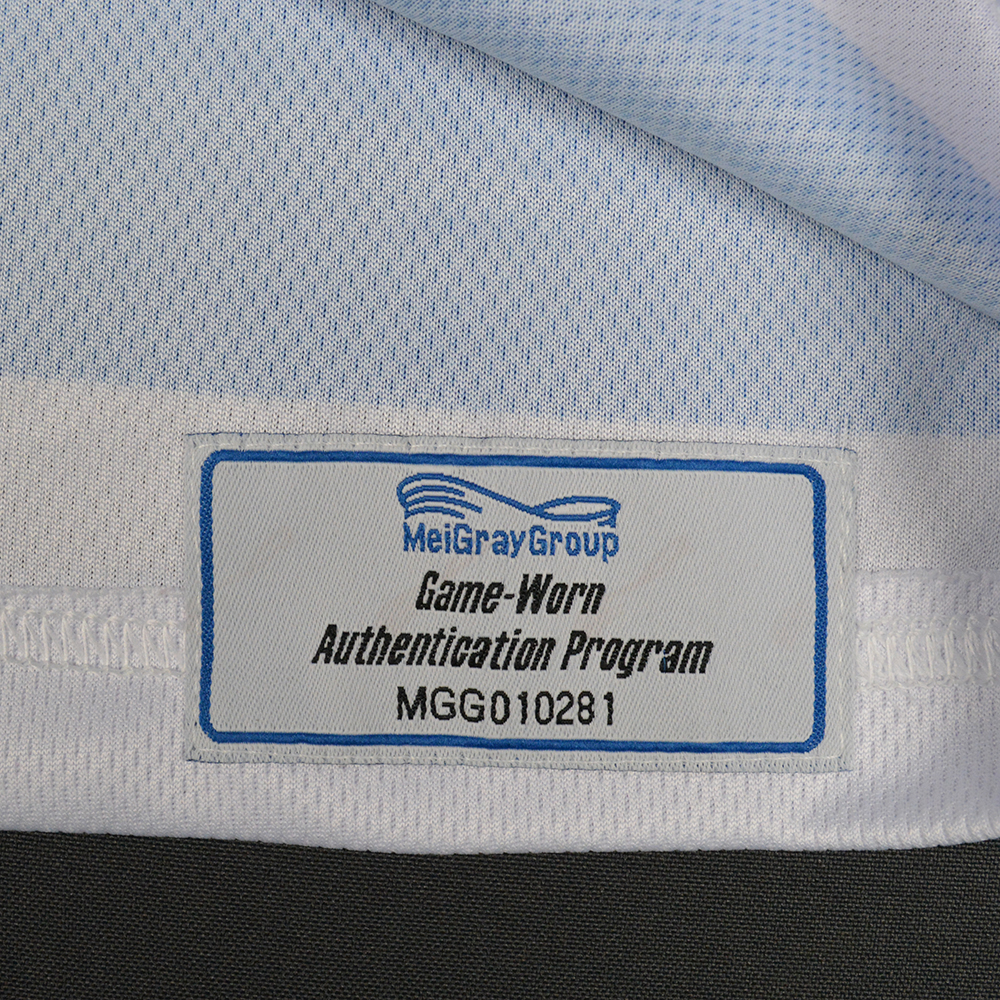 MeiGrayGroup
Game-Worn
Authentication Program
MGG010281